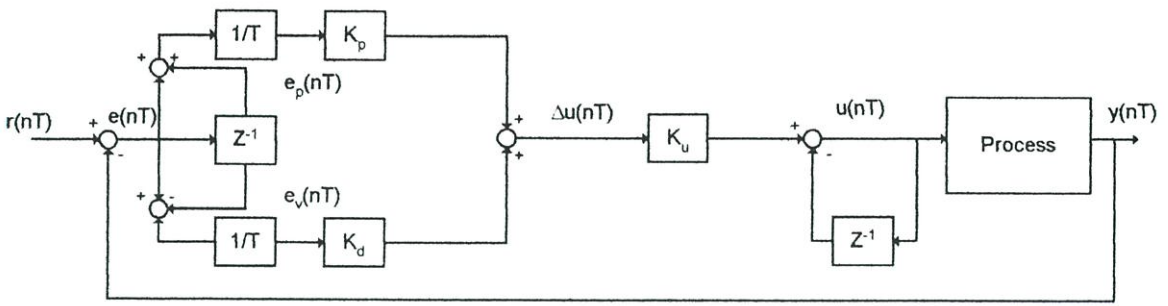 1/T
K_p
+
+
e_p(nT)
r(nT)
+
e(nT)
-
Z⁻¹
+
-
e_v(nT)
1/T
K_d
+
+
Δu(nT)
K_u
+
-
u(nT)
Z⁻¹
Process
y(nT)